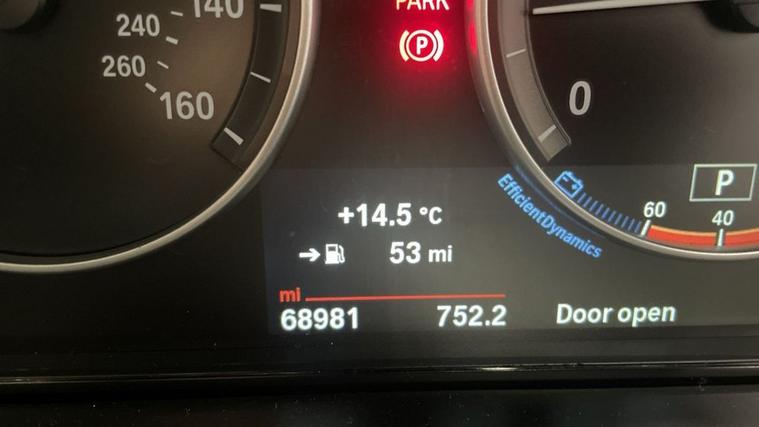 140
PARK
240
P
260
160
0
P
EfficientDynamics
60
40
+14.5 °C
53 mi
mi
68981 752.2
Door open